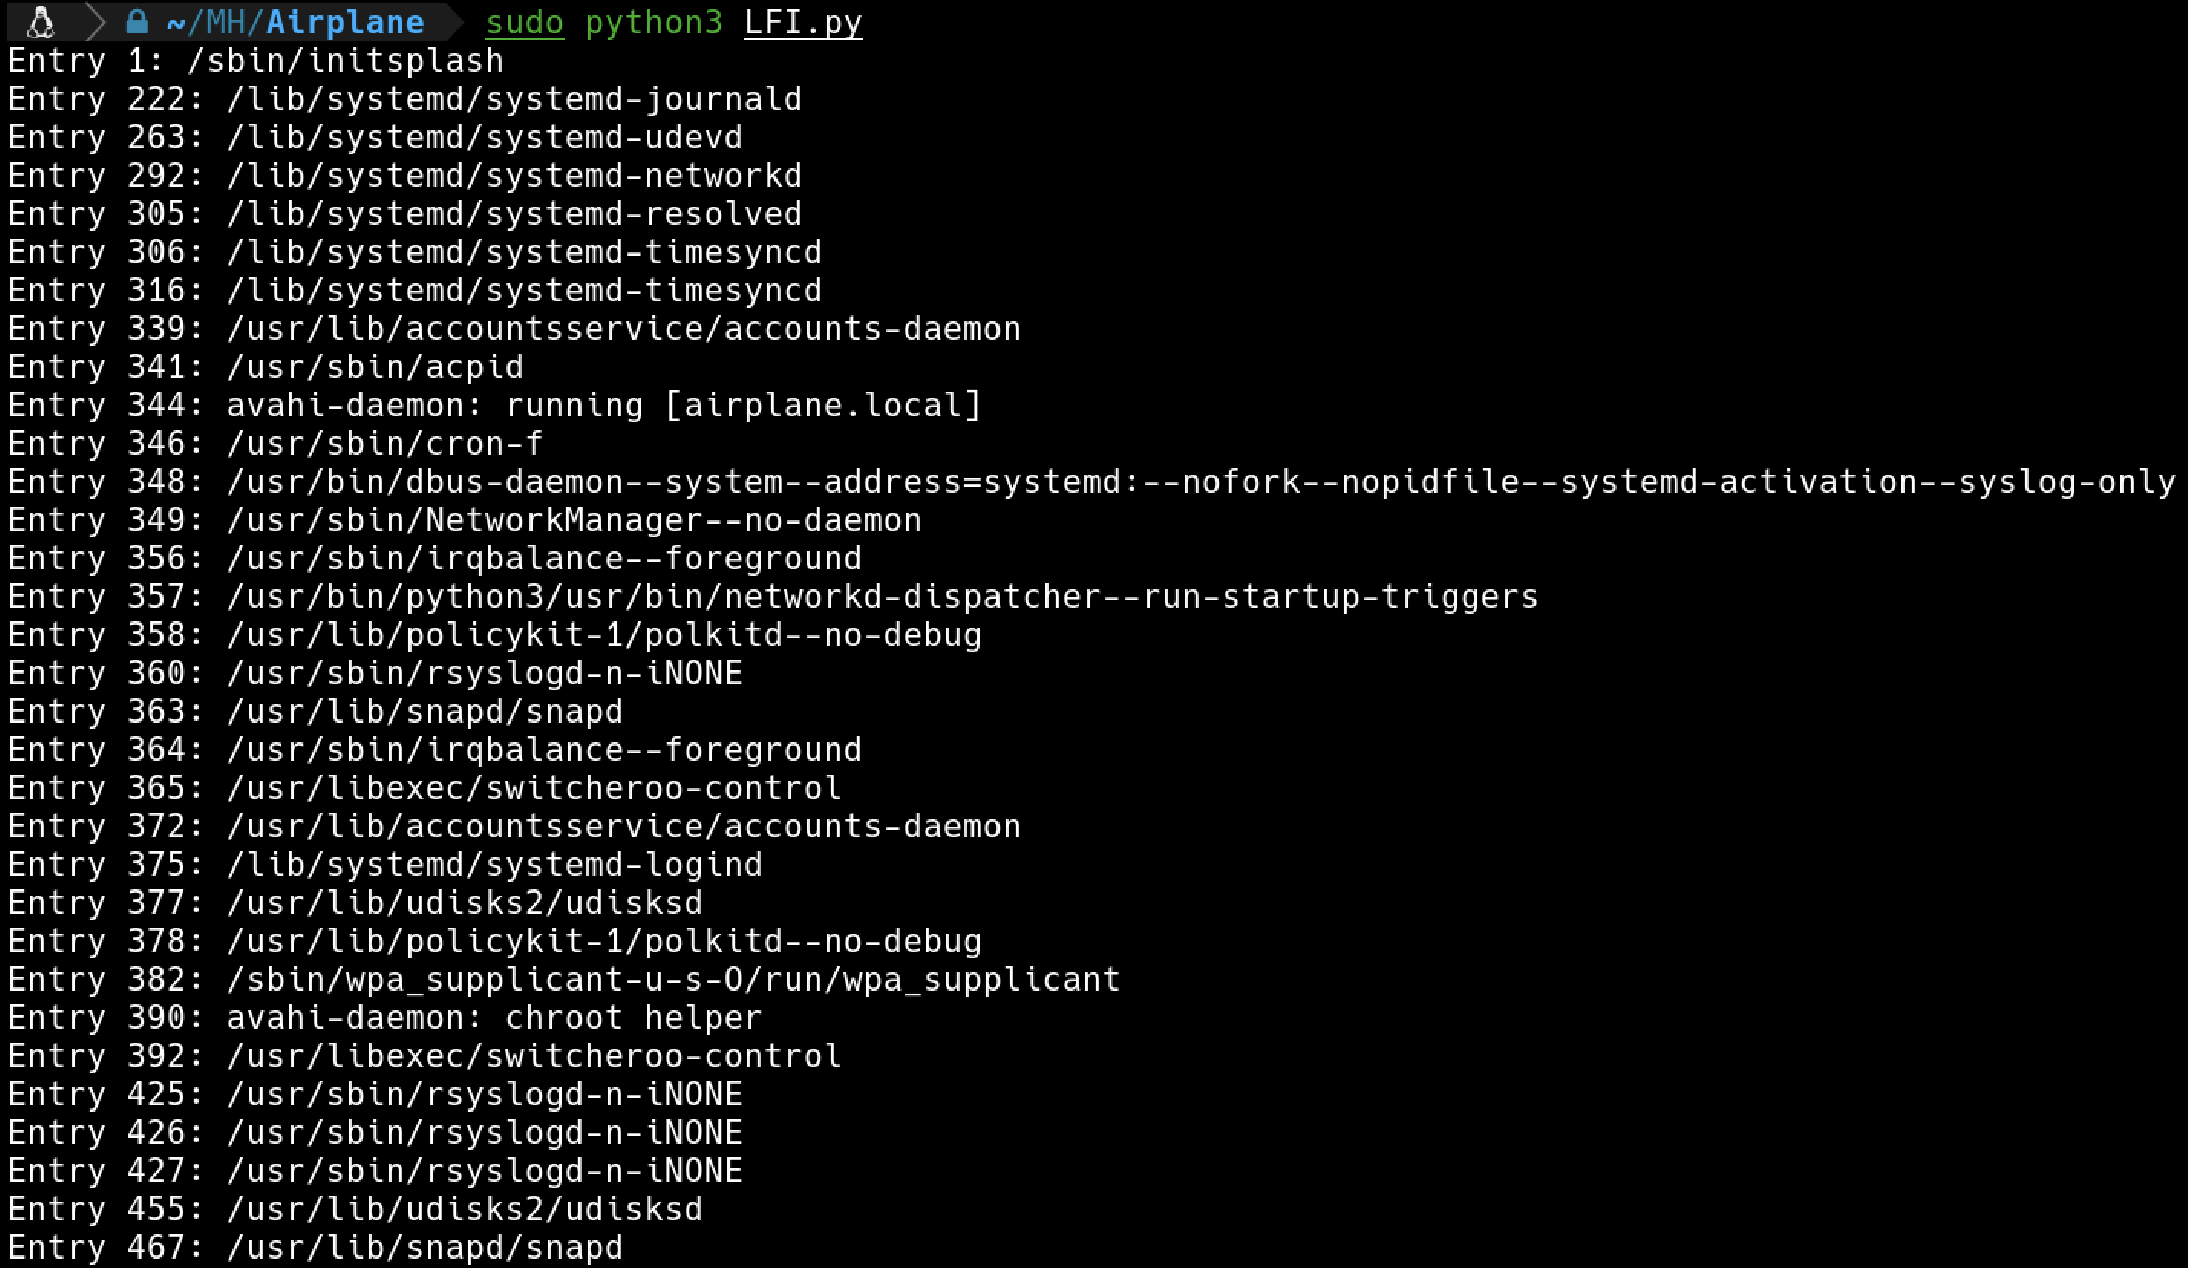 ~/MH/Airplane sudo python3 LFI.py
Entry 1: /sbin/initsplash
Entry 222: /lib/systemd/systemd-journald
Entry 263: /lib/systemd/systemd-udevd
Entry 292: /lib/systemd/systemd-networkd
Entry 305: /lib/systemd/systemd-resolved
Entry 306: /lib/systemd/systemd-timesyncd
Entry 316: /lib/systemd/systemd-timesyncd
Entry 339: /usr/lib/accountsservice/accounts-daemon
Entry 341: /usr/sbin/acpid
Entry 344: avahi-daemon: running [airplane.local]
Entry 346: /usr/sbin/cron-f
Entry 348: /usr/bin/dbus-daemon--system--address=systemd:--nofork--nopidfile--systemd-activation--syslog-only
Entry 349: /usr/sbin/NetworkManager--no-daemon
Entry 356: /usr/sbin/irqbalance--foreground
Entry 357: /usr/bin/python3/usr/bin/networkd-dispatcher--run-startup-triggers
Entry 358: /usr/lib/policykit-1/polkitd--no-debug
Entry 360: /usr/sbin/rsyslogd-n-iNONE
Entry 363: /usr/lib/snapd/snapd
Entry 364: /usr/sbin/irqbalance--foreground
Entry 365: /usr/libexec/switcheroo-control
Entry 372: /usr/lib/accountsservice/accounts-daemon
Entry 375: /lib/systemd/systemd-logind
Entry 377: /usr/lib/udisks2/udisksd
Entry 378: /usr/lib/policykit-1/polkitd--no-debug
Entry 382: /sbin/wpa_supplicant-u-s-O/run/wpa_supplicant
Entry 390: avahi-daemon: chroot helper
Entry 392: /usr/libexec/switcheroo-control
Entry 425: /usr/sbin/rsyslogd-n-iNONE
Entry 426: /usr/sbin/rsyslogd-n-iNONE
Entry 427: /usr/sbin/rsyslogd-n-iNONE
Entry 455: /usr/lib/udisks2/udisksd
Entry 467: /usr/lib/snapd/snapd